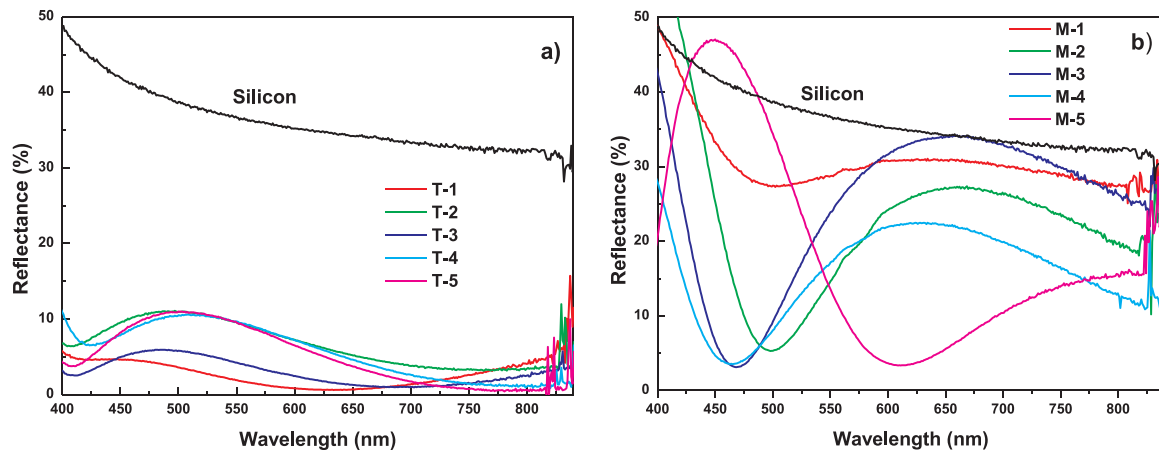 a)
Silicon
T-1
T-2
T-3
T-4
T-5
Reflectance (%)
50
40
30
20
10
0
400 450 500 550 600 650 700 750 800
Wavelength (nm)
b)
M-1
M-2
M-3
M-4
M-5
Silicon
Reflectance (%)
50
40
30
20
10
0
400 450 500 550 600 650 700 750 800
Wavelength (nm)